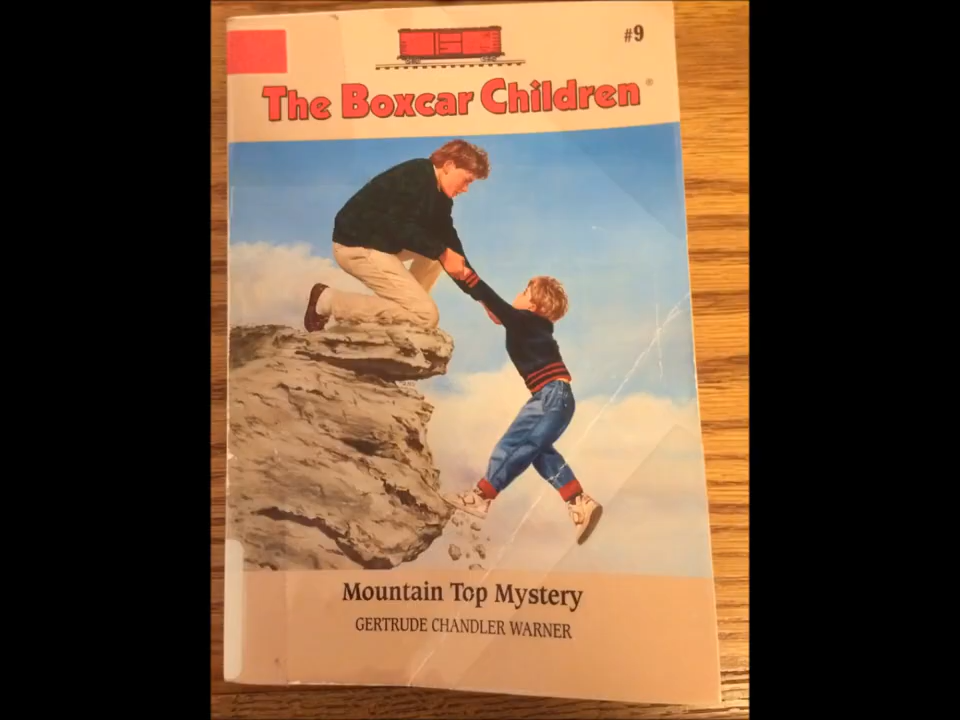 #9
The Boxcar Children®
Mountain Top Mystery
GERTRUDE CHANDLER WARNER